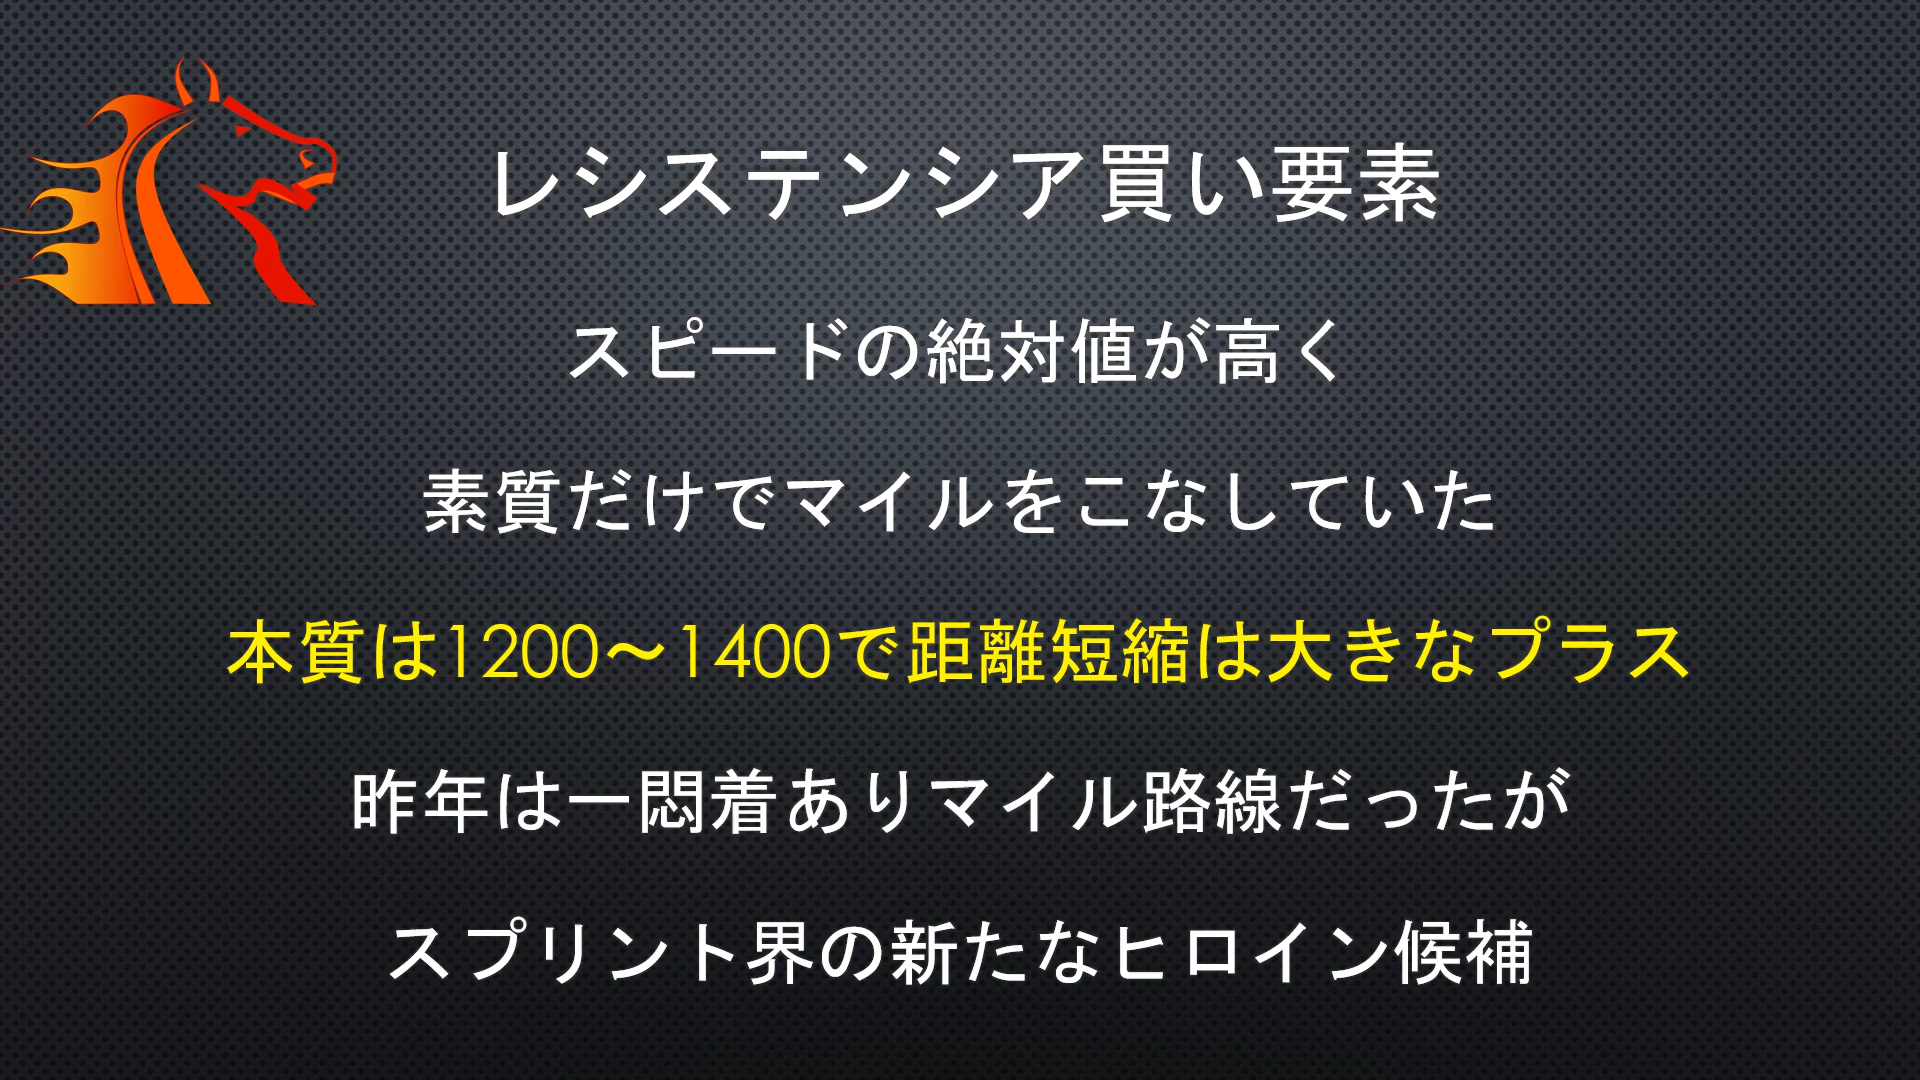 レシステンシア買い要素
スピードの絶対値が高く
素質だけでマイルをこなしていた
本質は1200～1400で距離短縮は大きなプラス
昨年は一悶着ありマイル路線だったが
スプリント界の新たなヒロイン候補